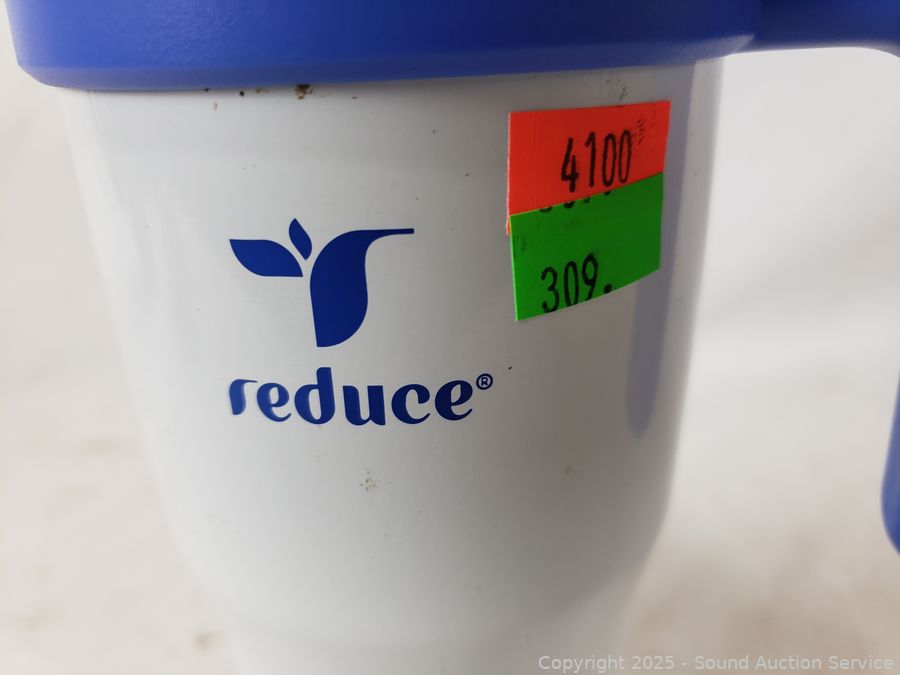 4100
309.
reduce®
Copyright 2025 - Sound Auction Service